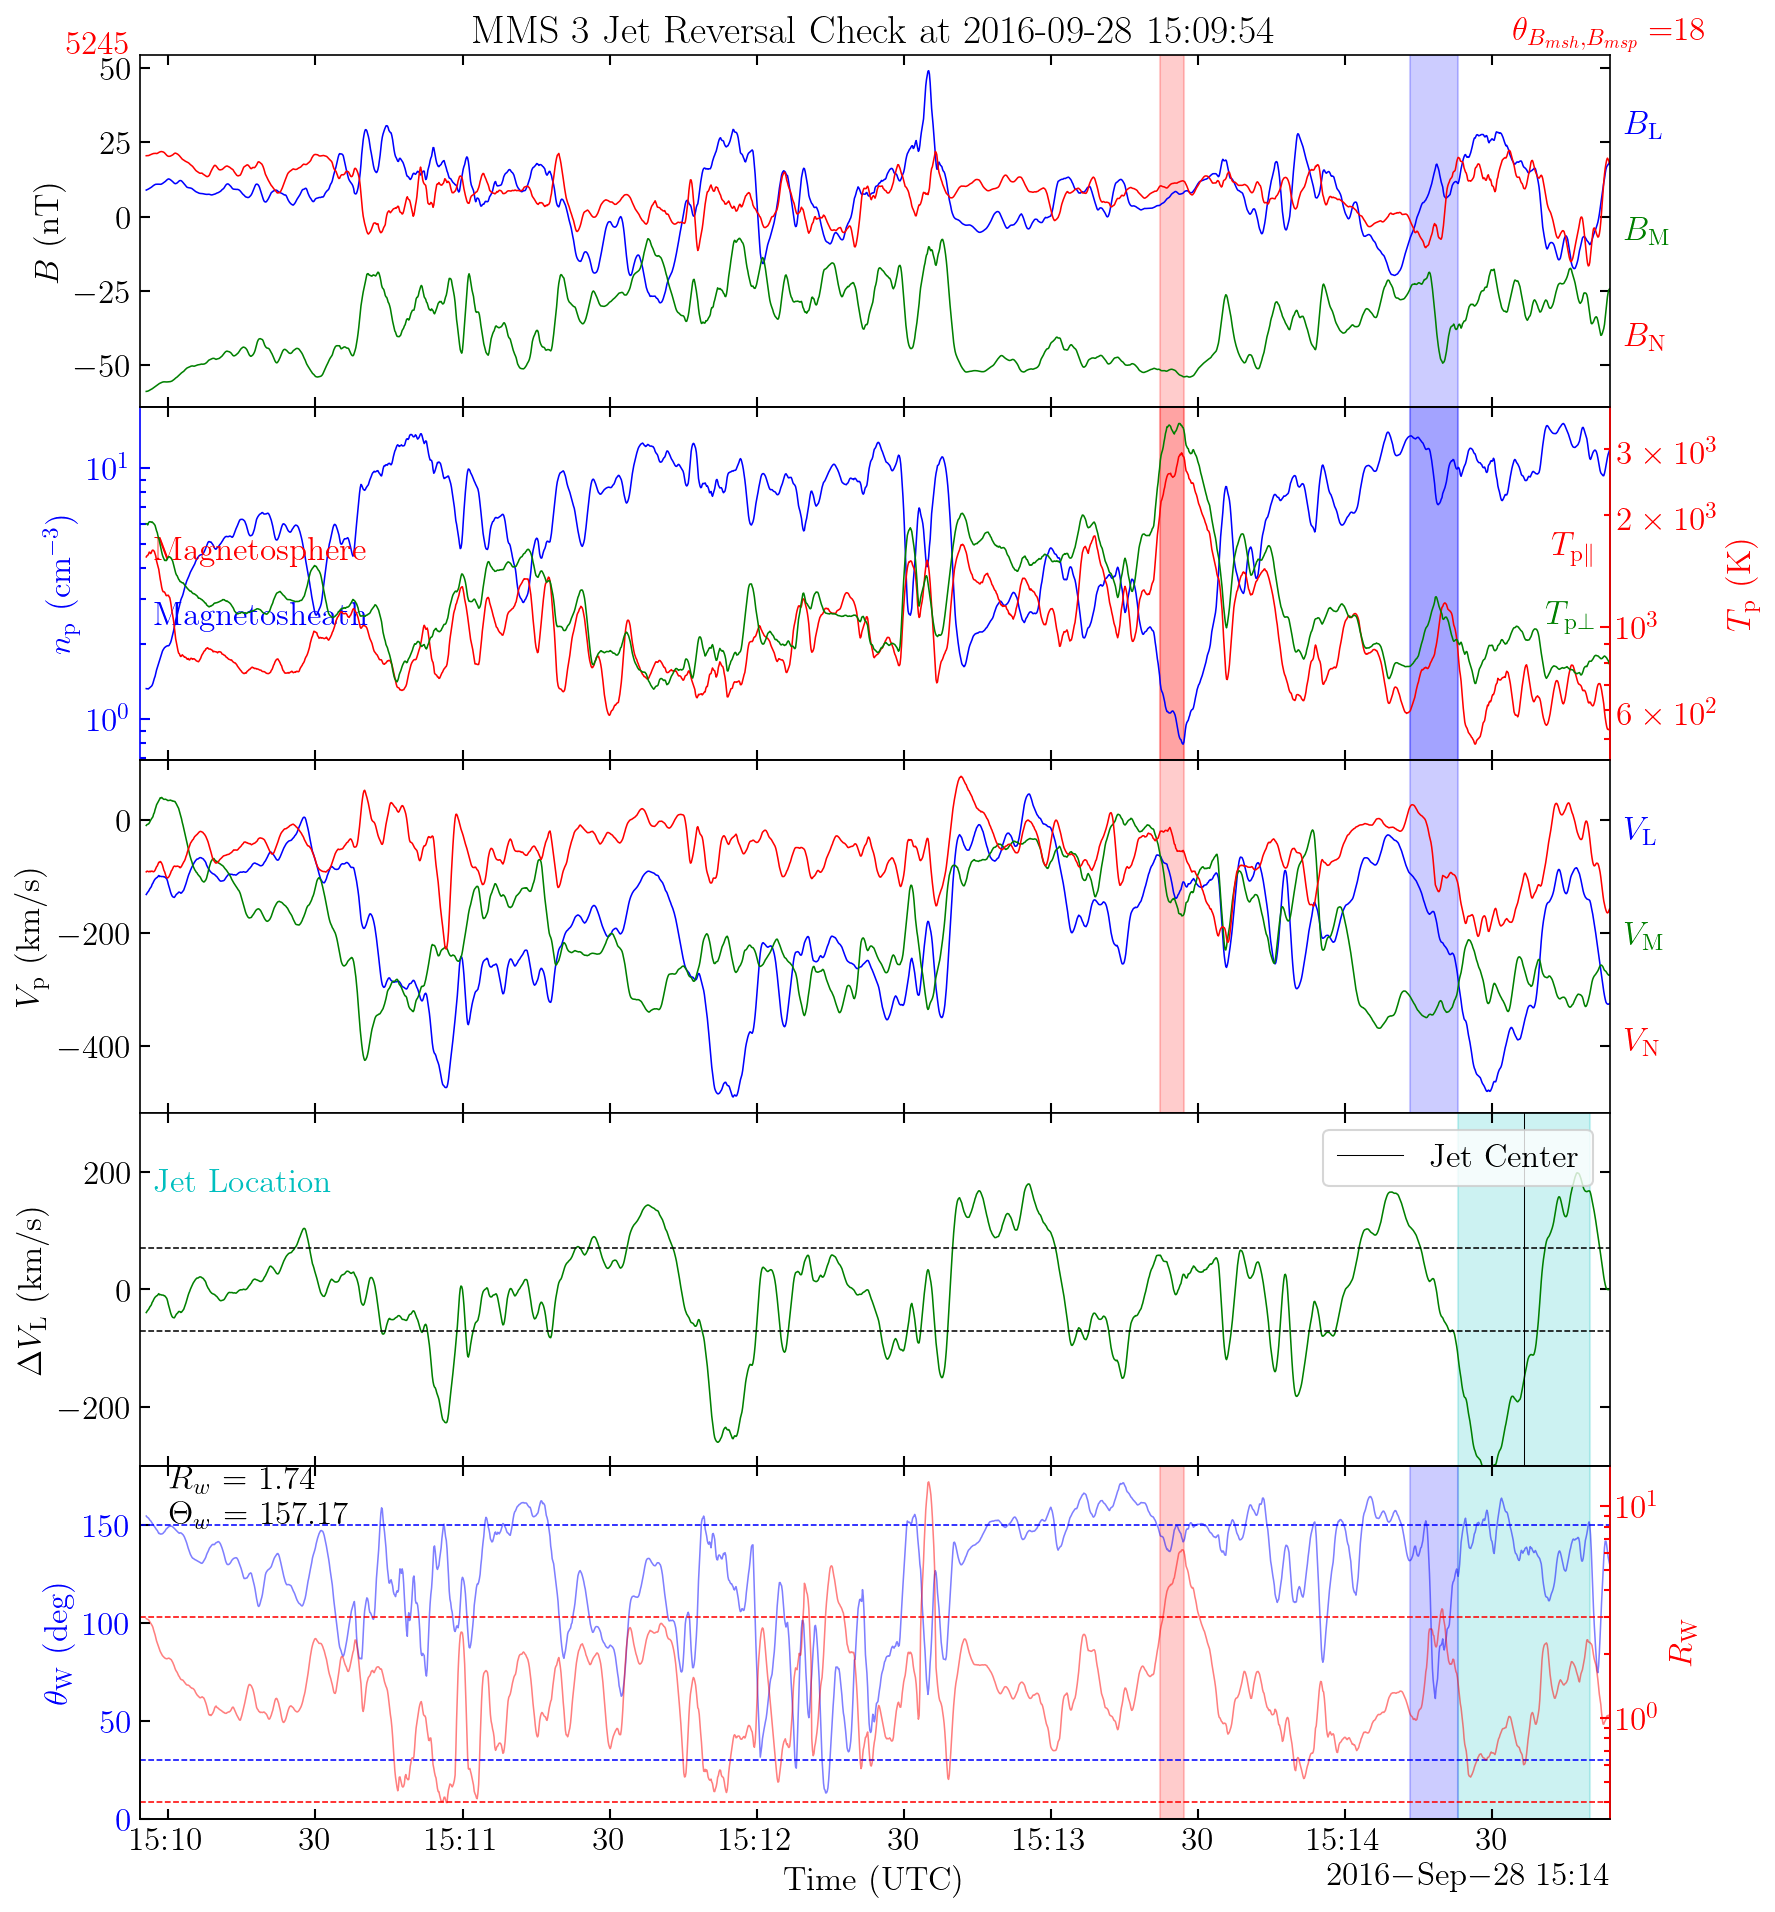 MMS 3 Jet Reversal Check at 2016-09-28 15:09:54
5245
θ_{B_{msh},B_{msp}} =18
50
25
0
−25
−50
B (nT)
B_L
B_M
B_N
10^1
10^0
n_p (cm^{−3})
Magnetosphere
Magnetosheath
T_{p∥}
T_{p⊥}
3 × 10^3
2 × 10^3
10^3
6 × 10^2
T_p (K)
0
−200
−400
V_p (km/s)
V_L
V_M
V_N
200
0
−200
ΔV_L (km/s)
Jet Location
Jet Center
R_w = 1.74
Θ_w = 157.17
150
100
50
0
θ_W (deg)
10^1
10^0
R_W
15:10 30 15:11 30 15:12 30 15:13 30 15:14 30
Time (UTC)
2016−Sep−28 15:14